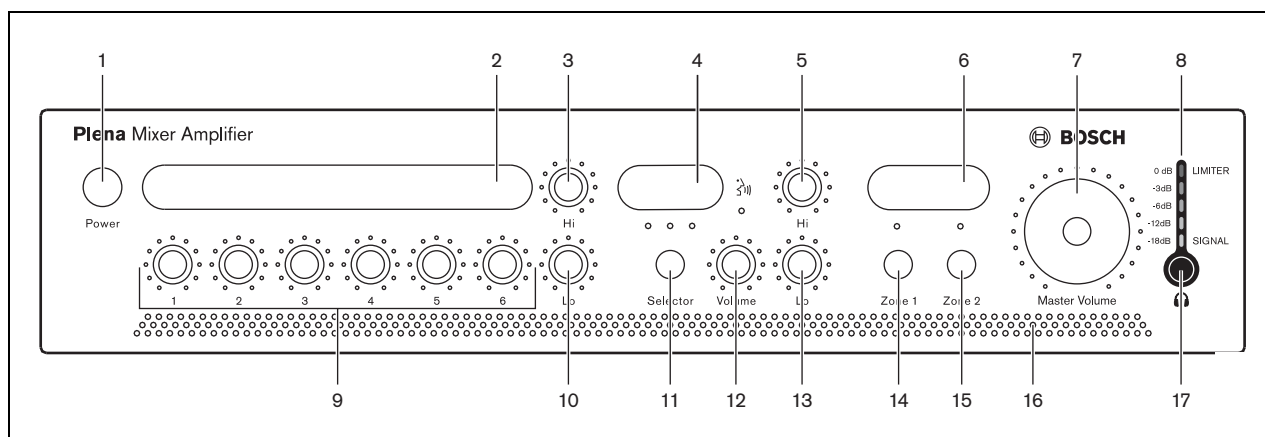 1 2 3 4 5 6 7 8
Plena Mixer Amplifier
BOSCH
0 dB LIMITER
-3dB
-6dB
-12dB
-18dB SIGNAL
Power
Hi
Hi
1 2 3 4 5 6
Lo
Selector
Volume
Lo
Zone 1
Zone 2
Master Volume
9 10 11 12 13 14 15 16 17